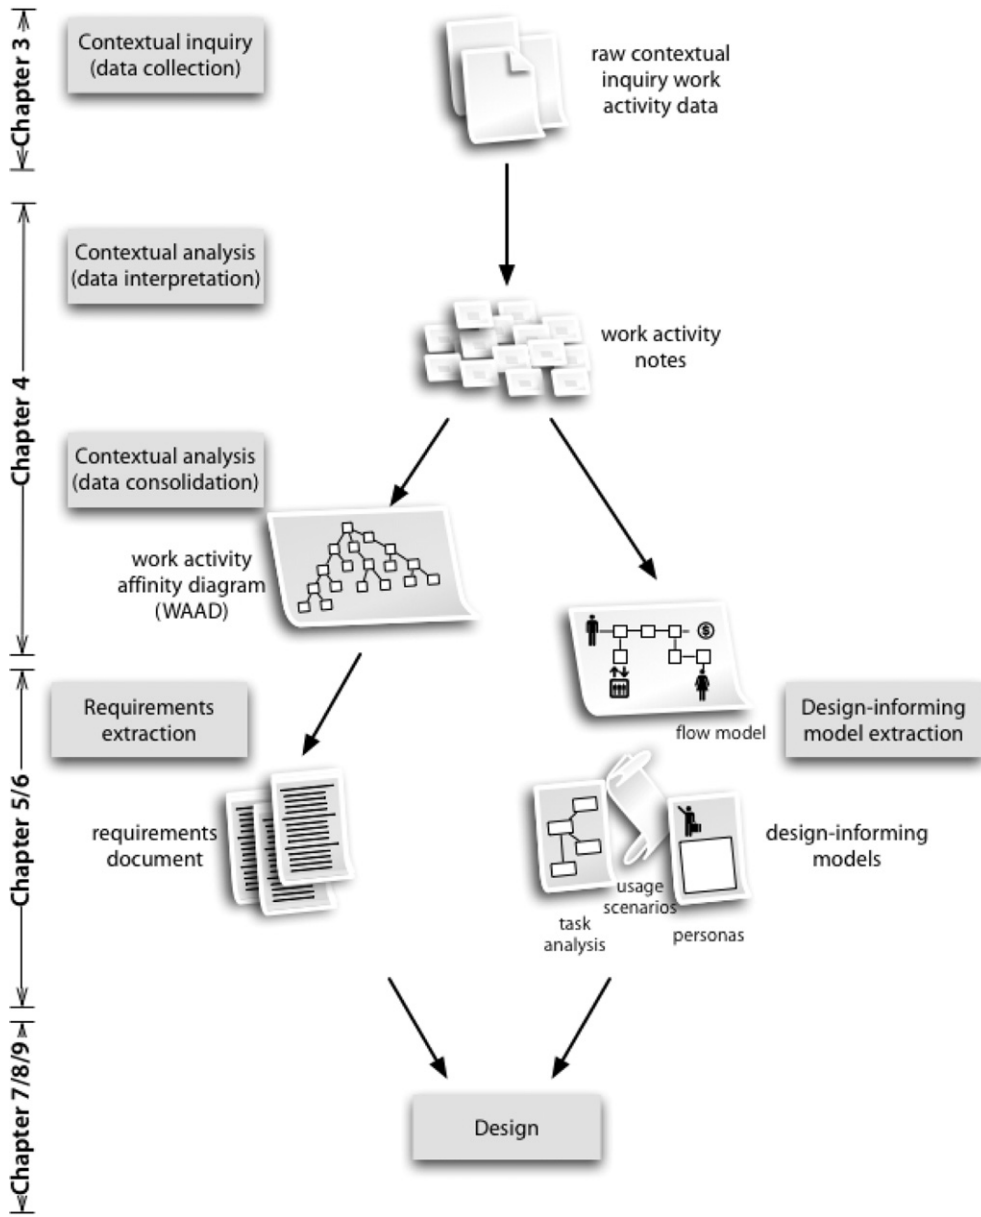 Chapter 3
Contextual inquiry
(data collection)
raw contextual
inquiry work
activity data
Chapter 4
Contextual analysis
(data interpretation)
work activity
notes
Contextual analysis
(data consolidation)
work activity
affinity diagram
(WAAD)
$
flow model
Chapter 5/6
Requirements
extraction
Design-informing
model extraction
requirements
document
design-informing
models
usage
scenarios
task
analysis
personas
Chapter 7/8/9
Design